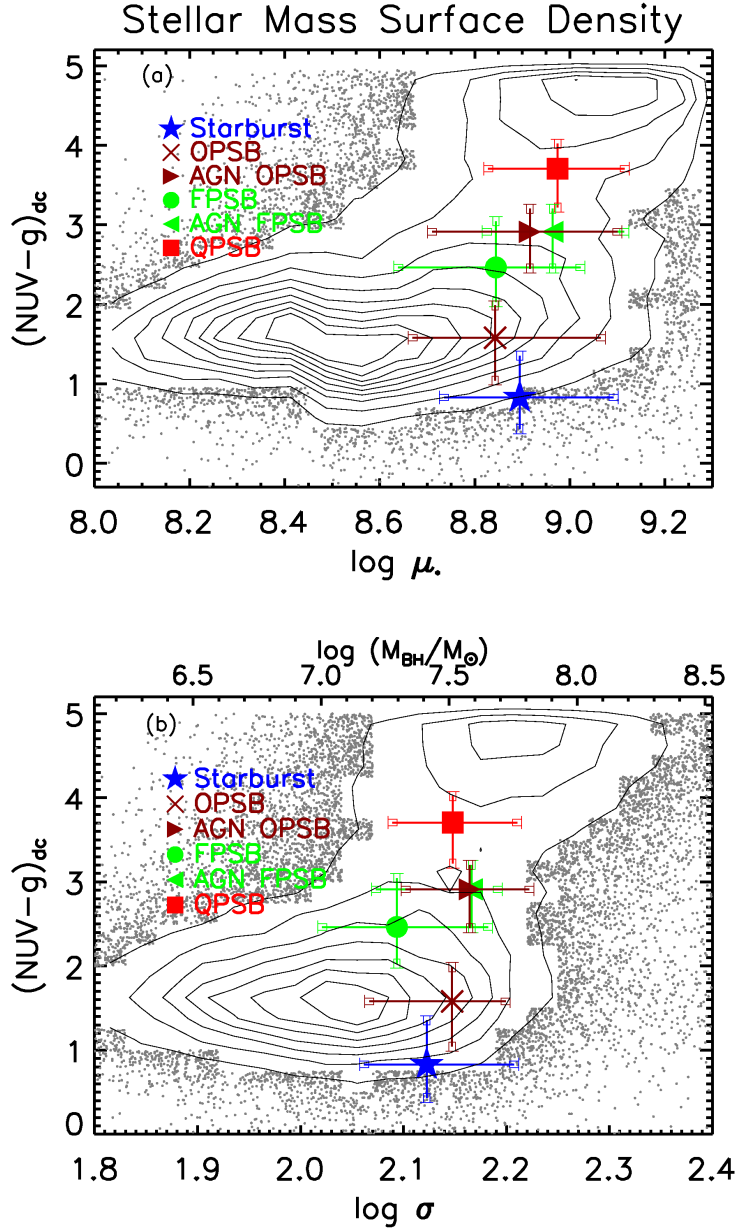 Stellar Mass Surface Density
(a)
Starburst
OPSB
AGN OPSB
FPSB
AGN FPSB
QPSB
(NUV-g)dc
5
4
3
2
1
0
8.0 8.2 8.4 8.6 8.8 9.0 9.2
log μ*
log (MBH/M⊙)
6.5 7.0 7.5 8.0 8.5
(b)
Starburst
OPSB
AGN OPSB
FPSB
AGN FPSB
QPSB
(NUV-g)dc
5
4
3
2
1
0
1.8 1.9 2.0 2.1 2.2 2.3 2.4
log σ